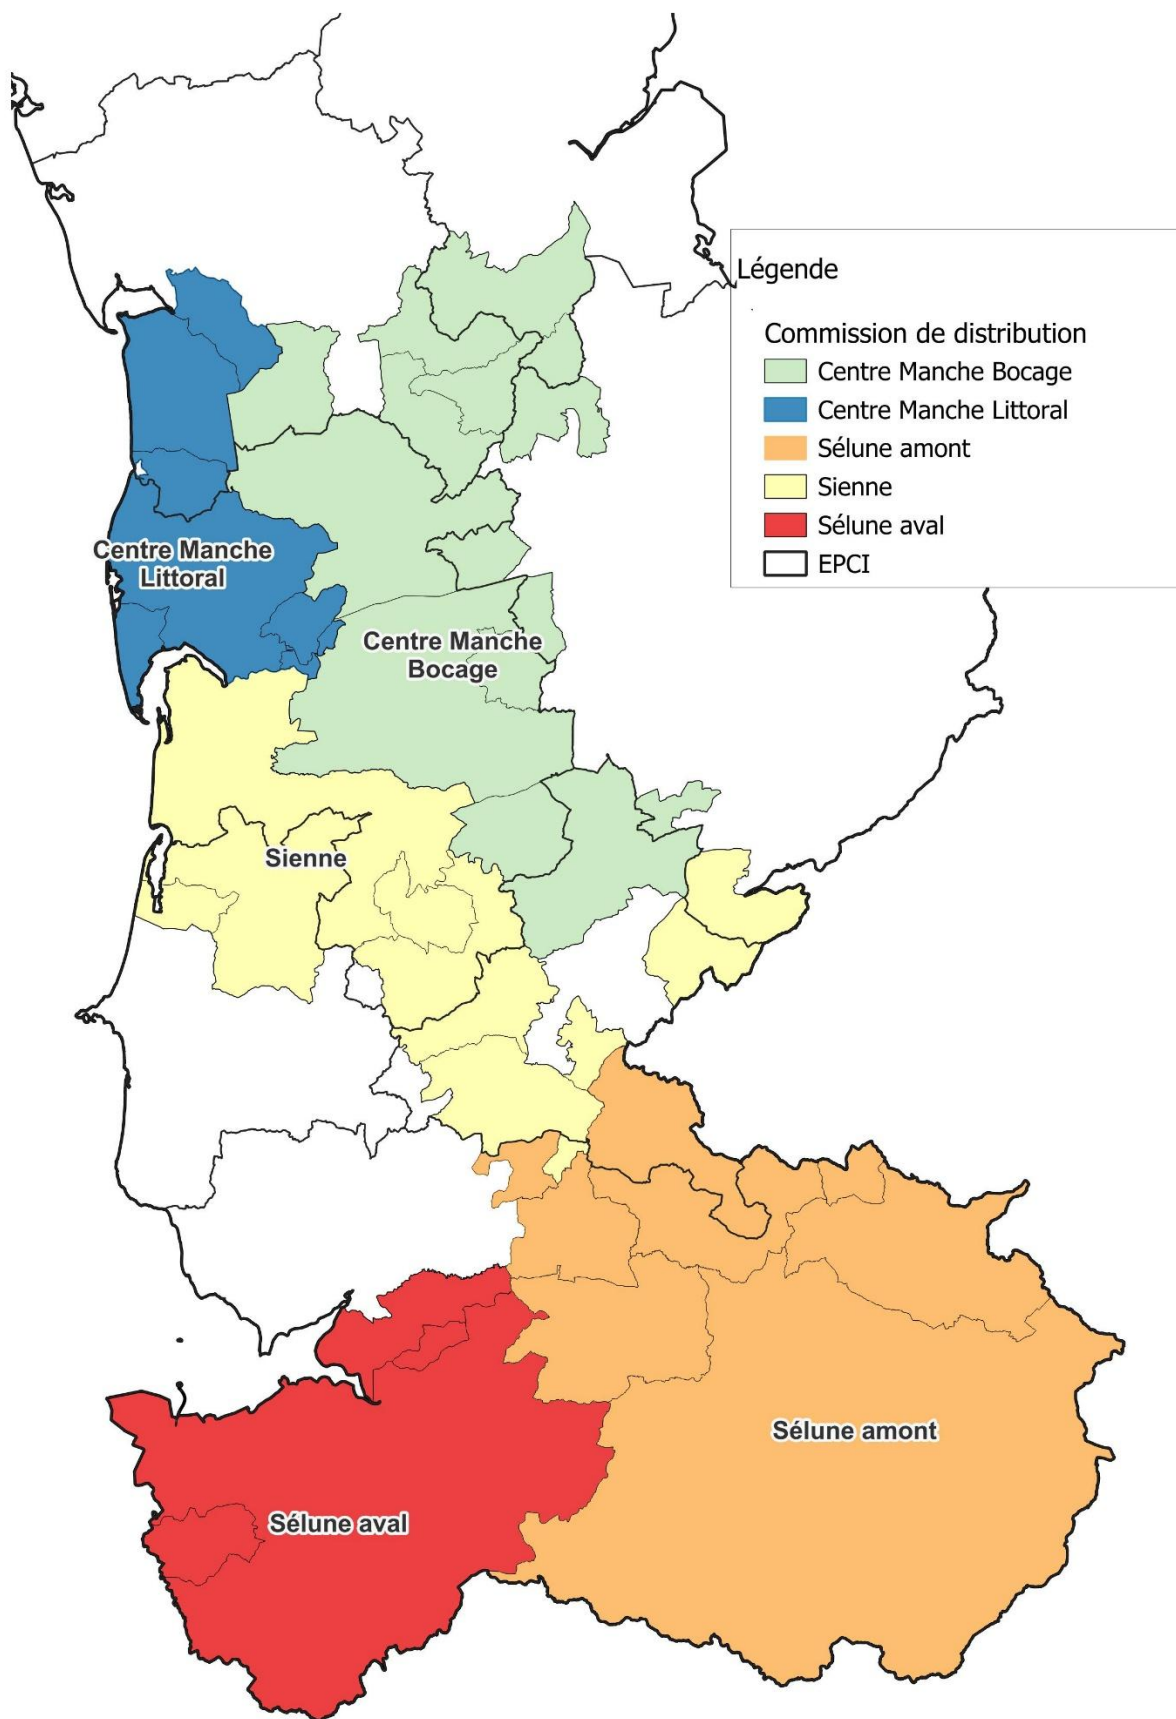 Légende
Commission de distribution
Centre Manche Bocage
Centre Manche Littoral
Sélune amont
Sienne
Sélune aval
EPCI
Centre Manche
Littoral
Centre Manche
Bocage
Sienne
Sélune amont
Sélune aval